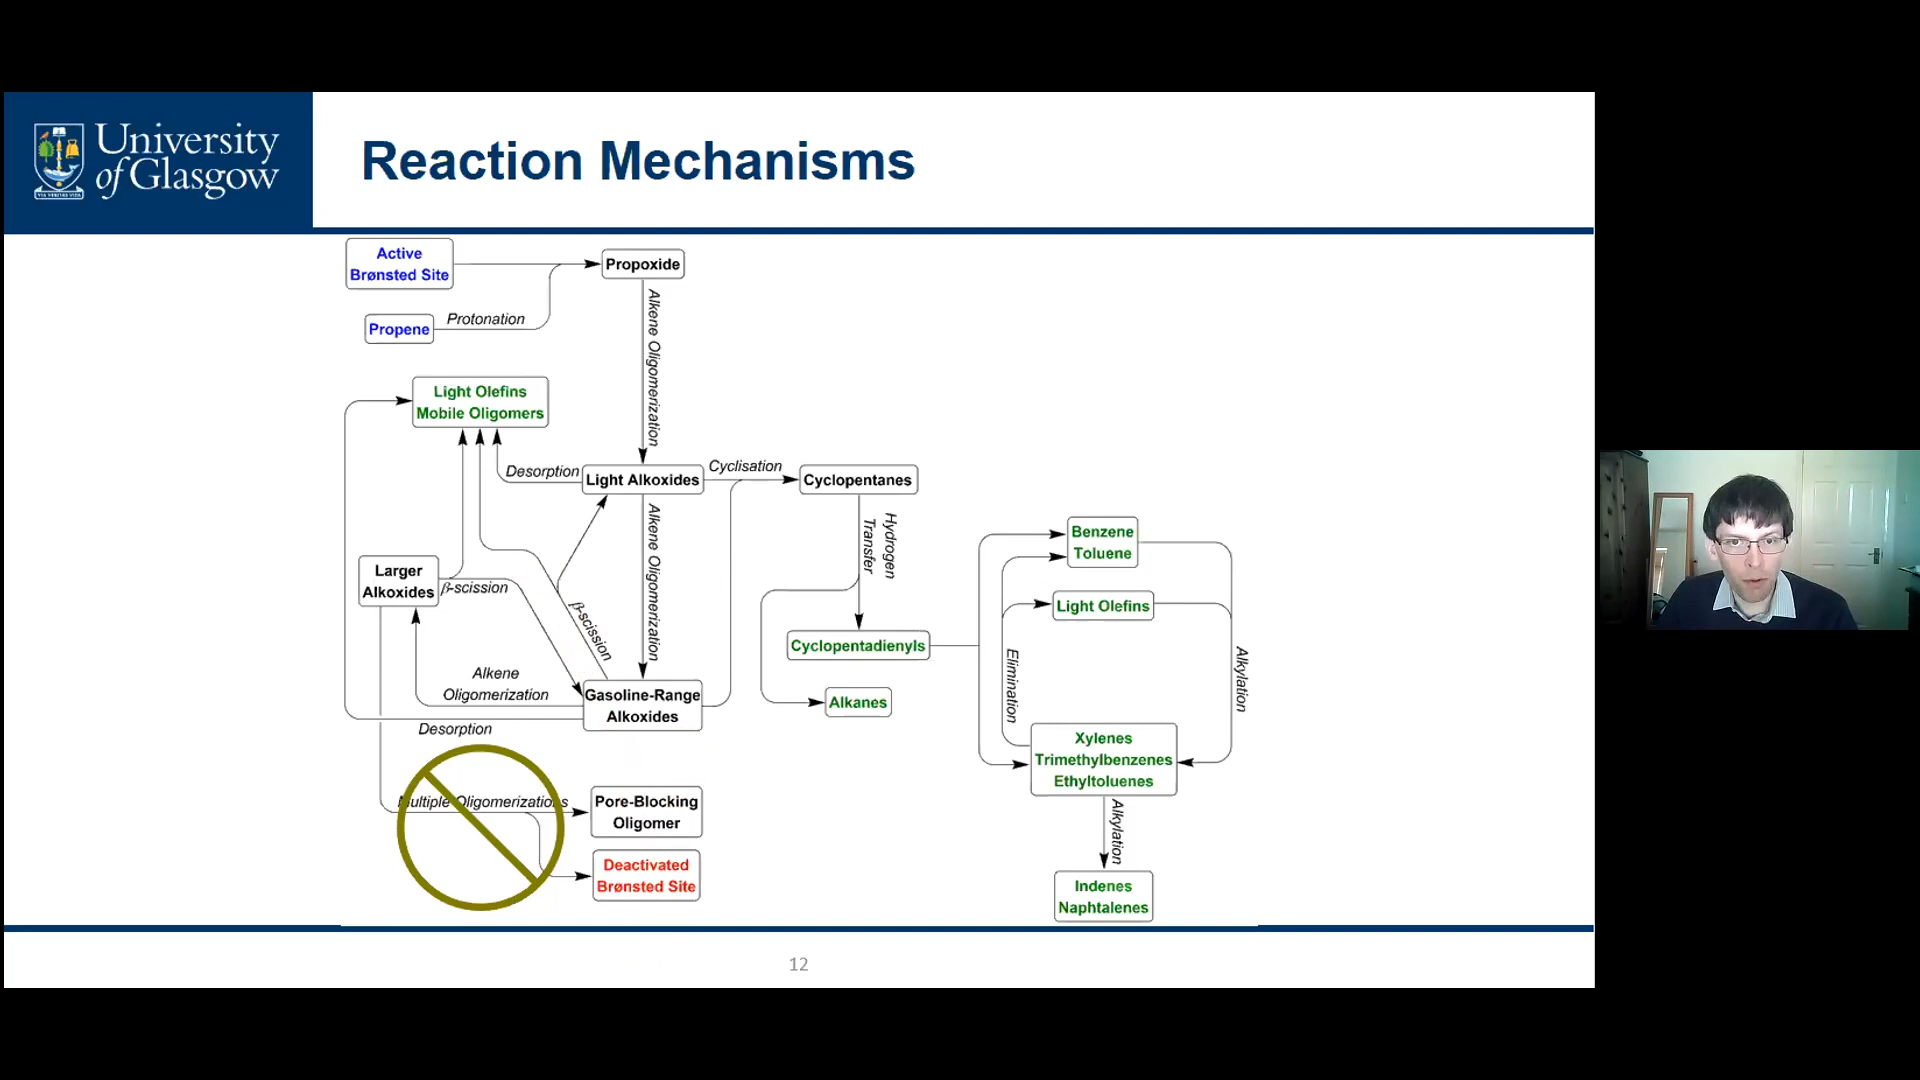 University
of Glasgow
VIA VERITAS VITA
Reaction Mechanisms
Active
Brønsted Site
Propoxide
Propene
Protonation
Alkene Oligomerization
Light Olefins
Mobile Oligomers
Desorption
Light Alkoxides
Cyclisation
Cyclopentanes
Hydrogen
Transfer
Alkene Oligomerization
Larger
Alkoxides
β-scission
β-scission
Benzene
Toluene
Light Olefins
Cyclopentadienyls
Elimination
Alkylation
Alkene
Oligomerization
Gasoline-Range
Alkoxides
Alkanes
Desorption
Xylenes
Trimethylbenzenes
Ethyltoluenes
Multiple Oligomerizations
Pore-Blocking
Oligomer
Alkylation
Deactivated
Brønsted Site
Indenes
Naphtalenes
12